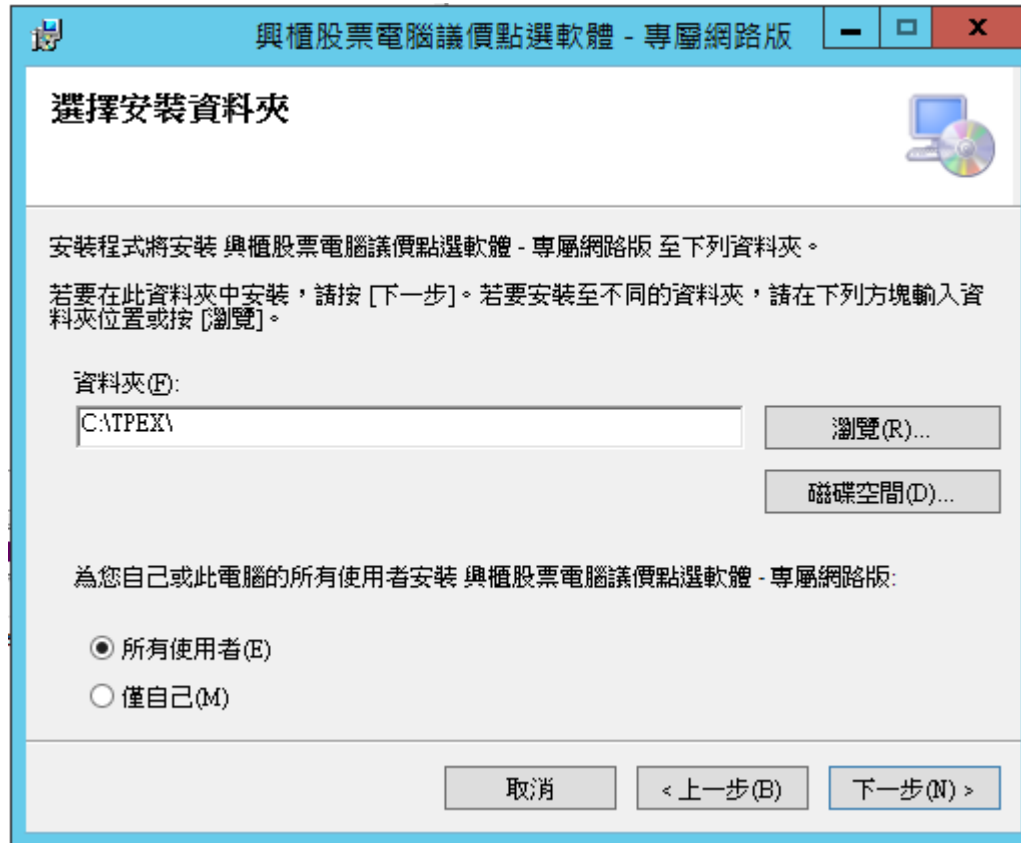 興櫃股票電腦議價點選軟體 - 專屬網路版
選擇安裝資料夾
安裝程式將安裝 興櫃股票電腦議價點選軟體 - 專屬網路版 至下列資料夾。
若要在此資料夾中安裝，請按 [下一步]。若要安裝至不同的資料夾，請在下列方塊輸入資
料夾位置或按 [瀏覽]。
資料夾(F):
C:\TPEX\
瀏覽(R)...
磁碟空間(D)...
為您自己或此電腦的所有使用者安裝 興櫃股票電腦議價點選軟體 - 專屬網路版:
所有使用者(E)
僅自己(M)
取消
< 上一步(B)
下一步(N) >